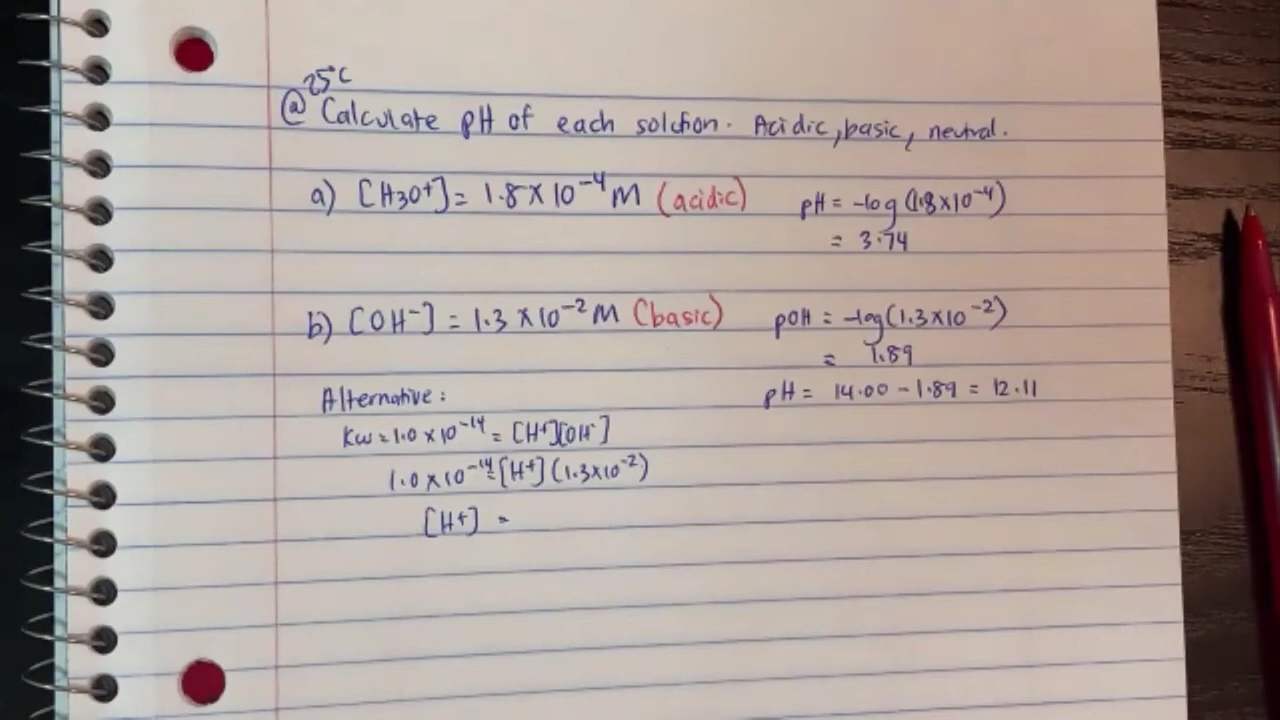 25°C
@ Calculate pH of each solction. Acidic, basic, neutral.
a) [H3O+] = 1.8 x 10^-4 M (acidic) pH = -log (1.8x10^-4)
= 3.74
b) [OH-] = 1.3 x 10^-2 M (basic) pOH = -log(1.3x10^-2)
= 1.89
Alternative: pH = 14.00 - 1.89 = 12.11
Kw = 1.0 x 10^-14 = [H+][OH-]
1.0 x 10^-14 = [H+] (1.3x10^-2)
[H+] =